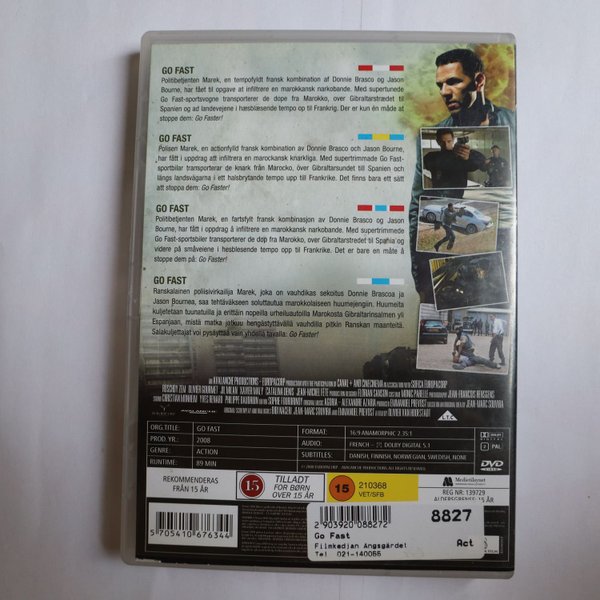 GO FAST
Politibetjenten Marek, en tempofyldt fransk kombination af Donnie Brasco og Jason
Bourne, har fået til opgave at infiltrere en marokkansk narkobande. Med supertunede
Go Fast-sportsvogne transporterer de dope fra Marokko, over Gibraltarstrædet til
Spanien og ad landevejene i hæsblæsende tempo op til Frankrig. Der er kun én måde at
stoppe dem: Go Faster!
GO FAST
Polisen Marek, en actionfylld fransk kombination av Donnie Brasco och Jason Bourne,
har fått i uppdrag att infiltrera en marockansk knarkliga. Med supertrimmade Go Fast-
sportbilar transporterar de knark från Marocko, över Gibraltarsundet till Spanien och
längs landsvägarna i ett halsbrytande tempo upp till Frankrike. Det finns bara ett sätt
att stoppa dem: Go Faster!
GO FAST
Politibetjenten Marek, en fartsfylt fransk kombinasjon av Donnie Brasco og Jason
Bourne, har fått i oppdrag å infiltrere en marokkansk narkobande. Med supertrimmede
Go Fast-sportsbiler transporterer de dop fra Marokko, over Gibraltarstredet til Spania og
videre på småveiene i hesblesende tempo opp til Frankrike. Det er bare en måte å
stoppe dem på: Go Faster!
GO FAST
Ranskalainen poliisivirkailija Marek, joka on vauhdikas sekoitus Donnie Brascoa ja
Jason Bournea, saa tehtäväkseen soluttautua marokkolaiseen huumejengiin. Huumeita
kuljetetaan tuunatuilla ja erittäin nopeilla urheiluautoilla Marokosta Gibraltarinsalmen yli
Espanjaan, mistä matka jatkuu hengästyttävällä vauhdilla pitkin Ranskan maanteitä.
Salakuljettajat voi pysäyttää vain yhdellä tavalla: Go Faster!
ORG. TITLE: GO FAST
PROD. YR.: 2008
GENRE: ACTION
RUNTIME: 89 MIN
FORMAT: 16:9 ANAMORPHIC 2.35:1
AUDIO: FRENCH - DOLBY DIGITAL 5.1
SUBTITLES: DANISH, FINNISH, NORWEGIAN, SWEDISH, NONE
2 PAL
DVD
REKOMMENDERAS
FRÅN 15 ÅR
15
TILLADT
FOR BØRN
OVER 15 ÅR
15
210368
VET/SFB
Medietilsynet
REG NR: 139729
5 705410 676344
2 903920 088272
8827
Go Fast
Filmkedjan Angsgärdet
Tel 021-140066
Act